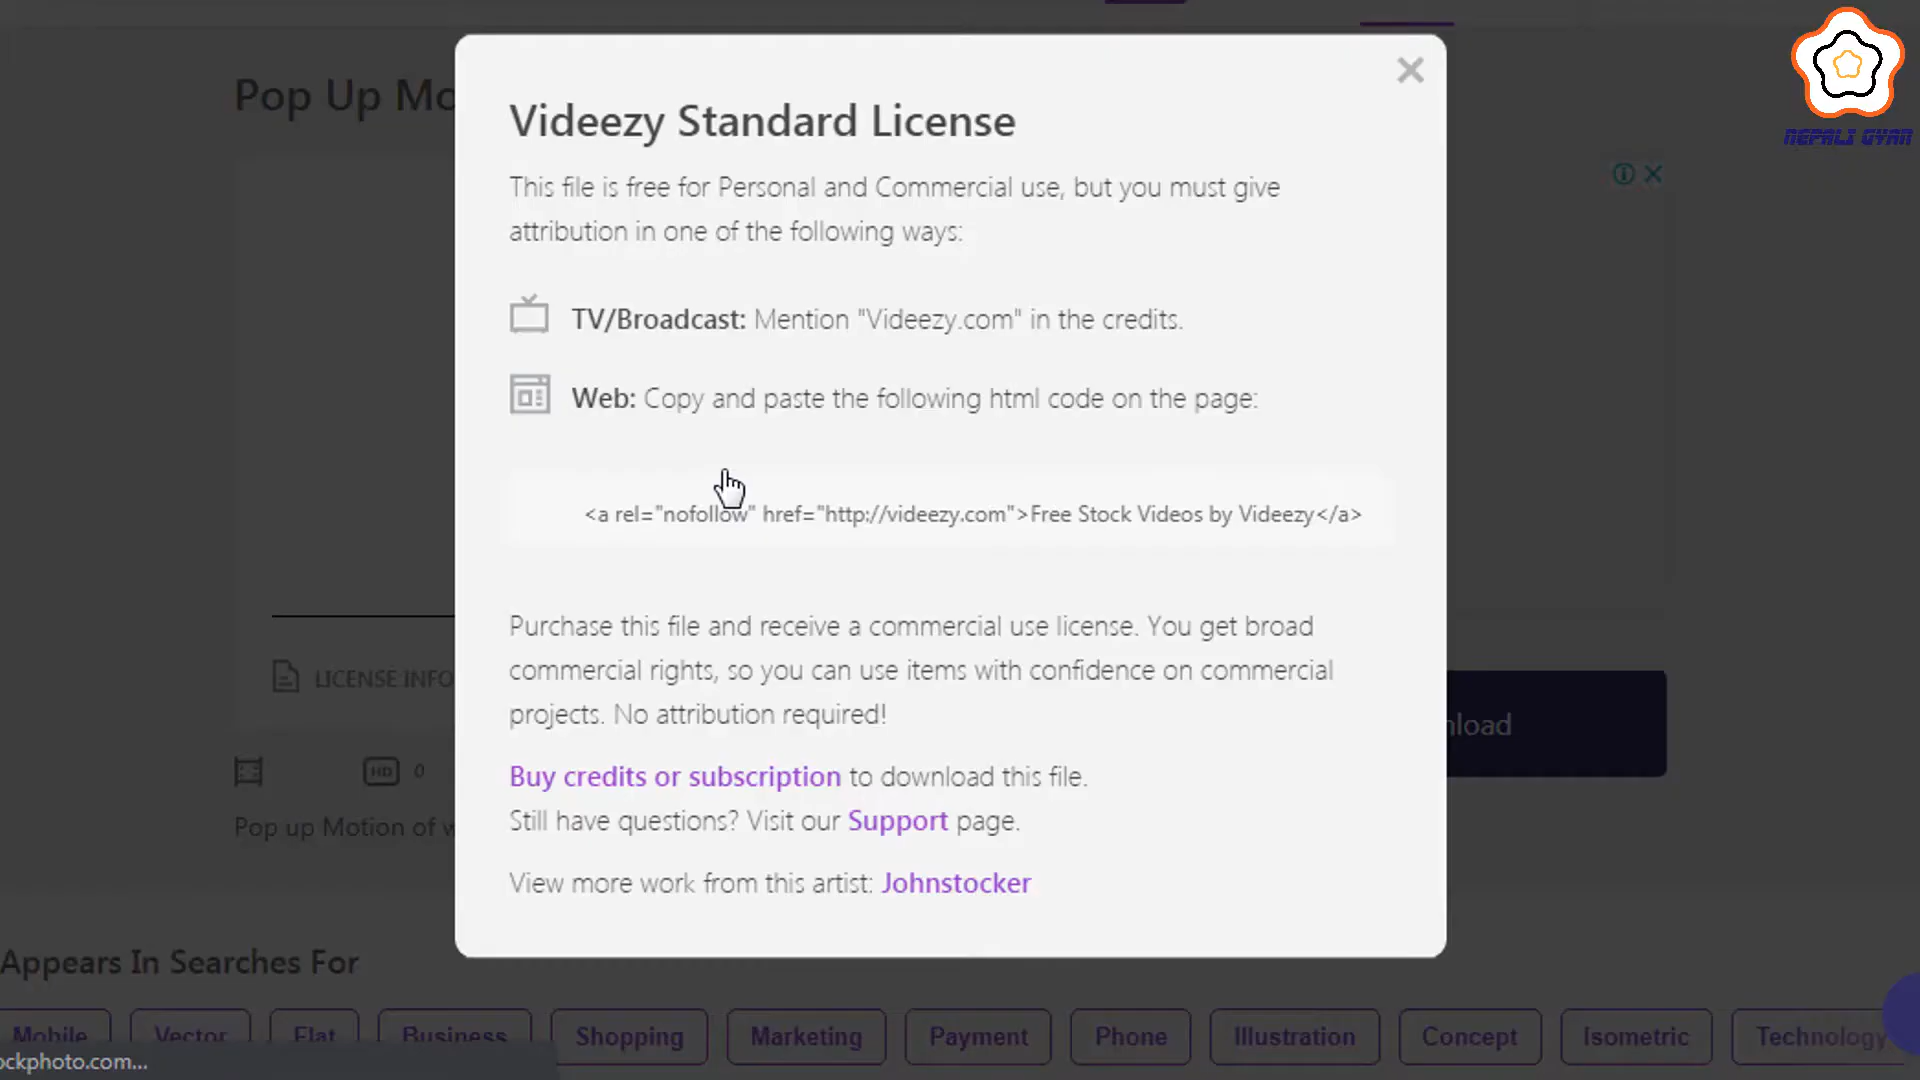 Pop Up Mo
NEPALI GYAN
Videezy Standard License
This file is free for Personal and Commercial use, but you must give
attribution in one of the following ways:
TV/Broadcast: Mention "Videezy.com" in the credits.
Web: Copy and paste the following html code on the page:
<a rel="nofollow" href="http://videezy.com">Free Stock Videos by Videezy</a>
Purchase this file and receive a commercial use license. You get broad
commercial rights, so you can use items with confidence on commercial
projects. No attribution required!
LICENSE INFO
nload
HD 0
Buy credits or subscription to download this file.
Still have questions? Visit our Support page.
Pop up Motion of w
View more work from this artist: Johnstocker
Appears In Searches For
Mobile Vector Flat Business Shopping Marketing Payment Phone Illustration Concept Isometric Technology
ockphoto.com...